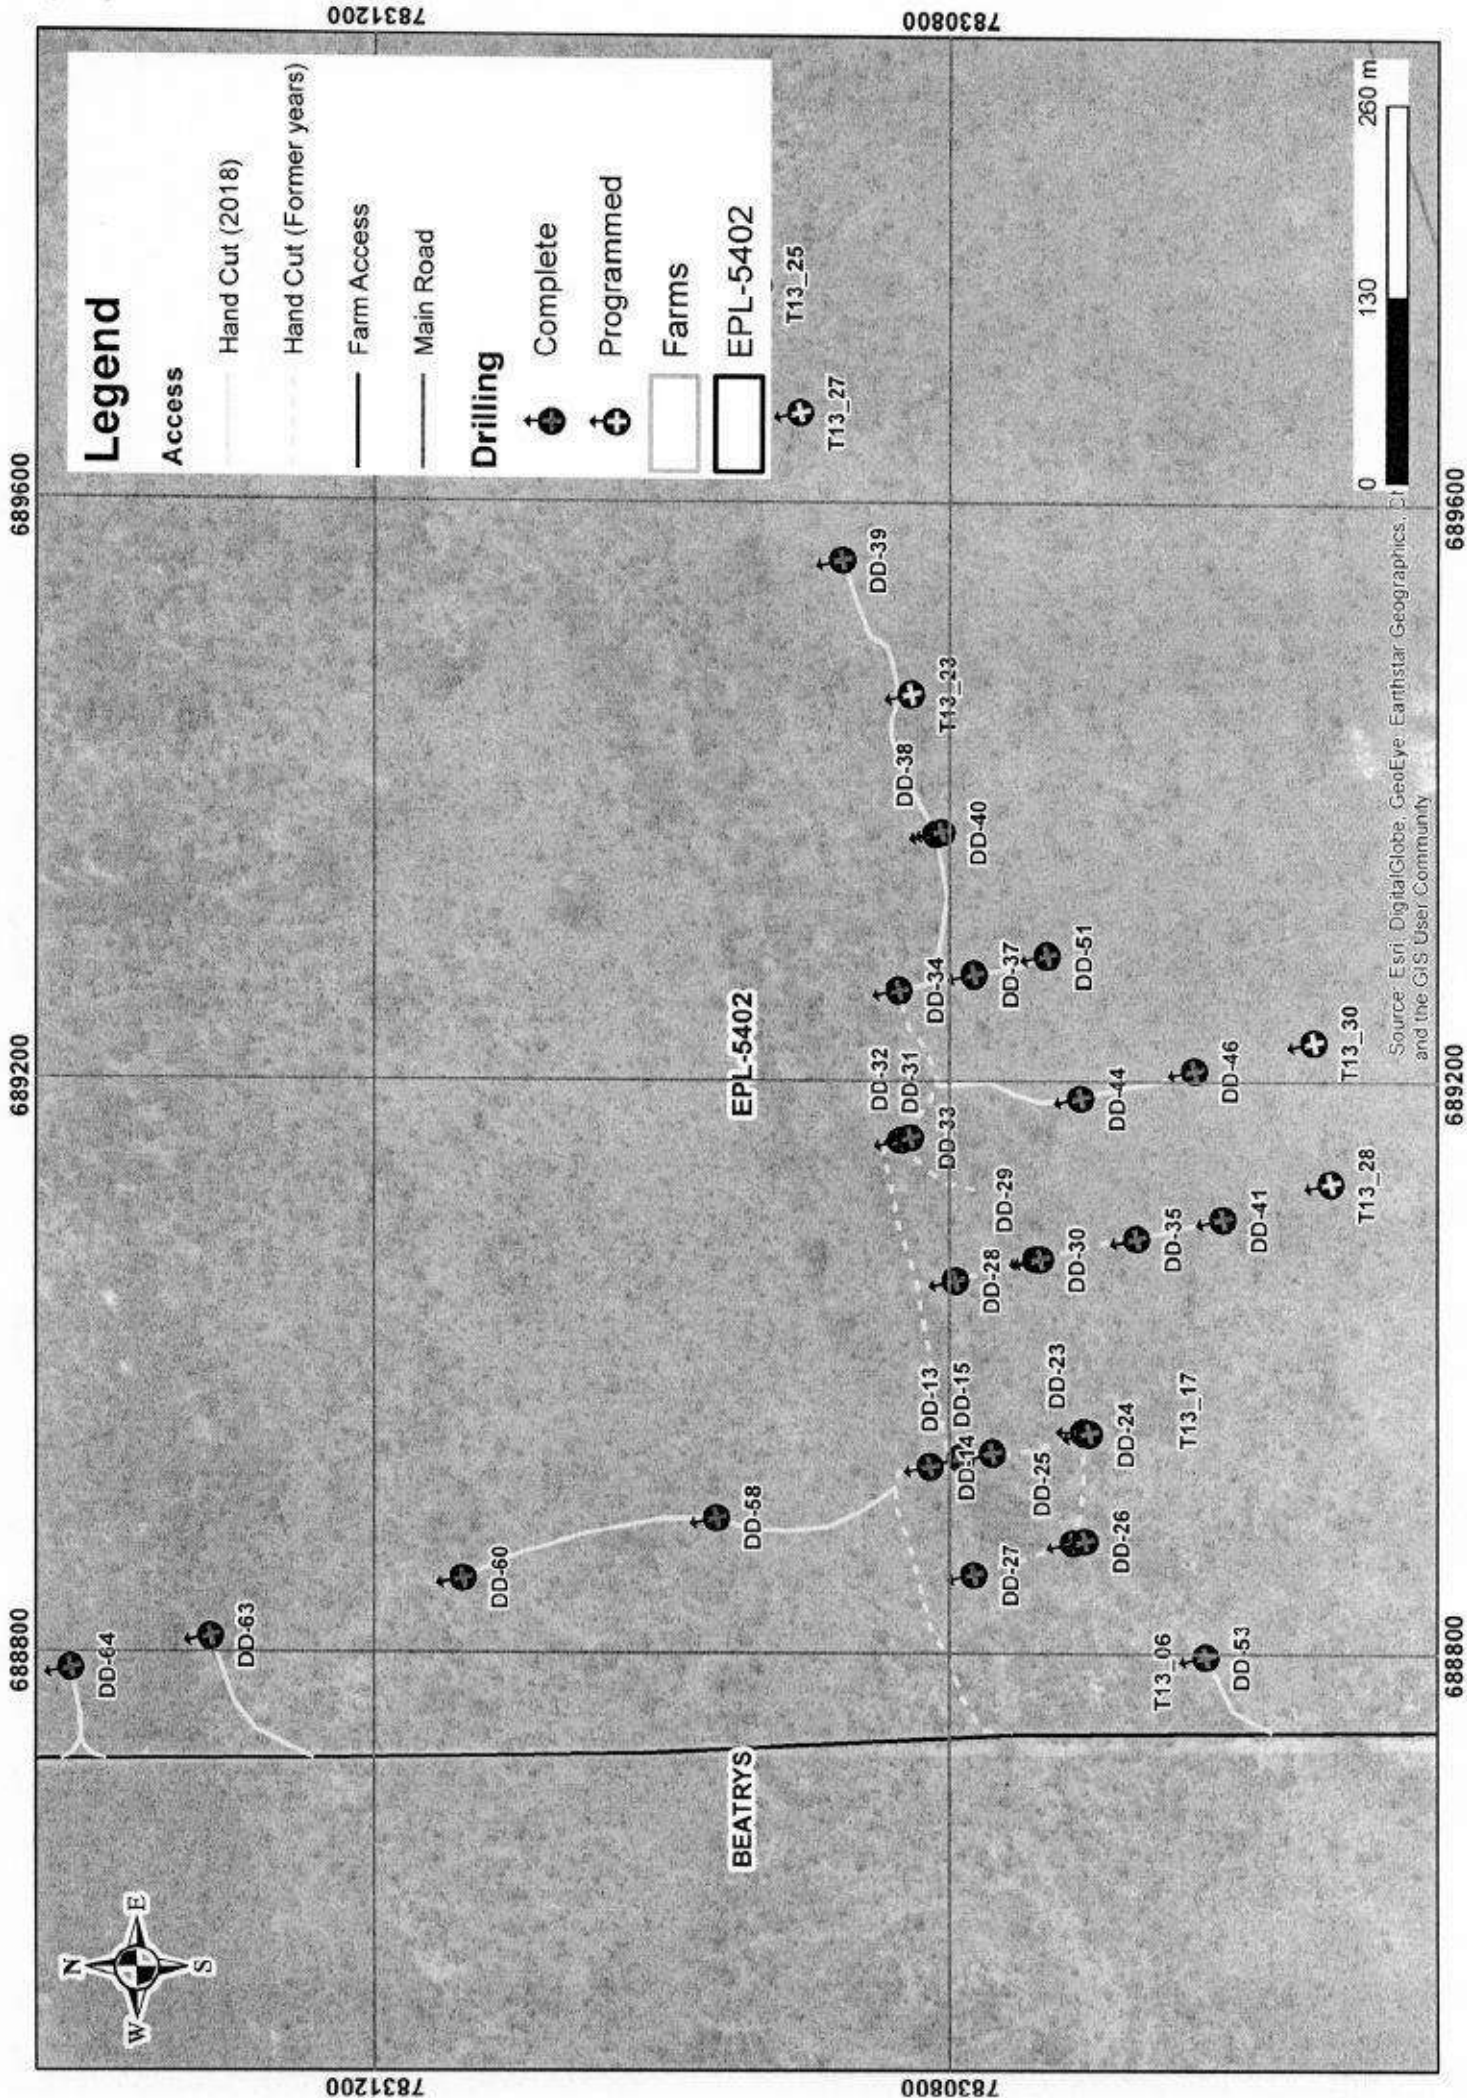 688800
689200
689600
7831200
7831200
7830800
7830800
688800
689200
689600
N
W
E
S
Legend
Access
Hand Cut (2018)
Hand Cut (Former years)
Farm Access
Main Road
Drilling
Complete
Programmed
Farms
EPL-5402
BEATRYS
EPL-5402
DD-64
DD-63
DD-60
DD-58
DD-13
DD-15
DD-14
DD-25
DD-23
DD-24
DD-26
DD-27
T13_17
T13_06
DD-53
DD-28
DD-29
DD-30
DD-35
DD-41
T13_28
DD-32
DD-31
DD-33
DD-34
DD-37
DD-51
DD-44
DD-46
T13_30
DD-38
DD-40
T13_23
DD-39
T13_27
T13_25
0 130 260 m
Source: Esri, DigitalGlobe, GeoEye, Earthstar Geographics,
and the GIS User Community